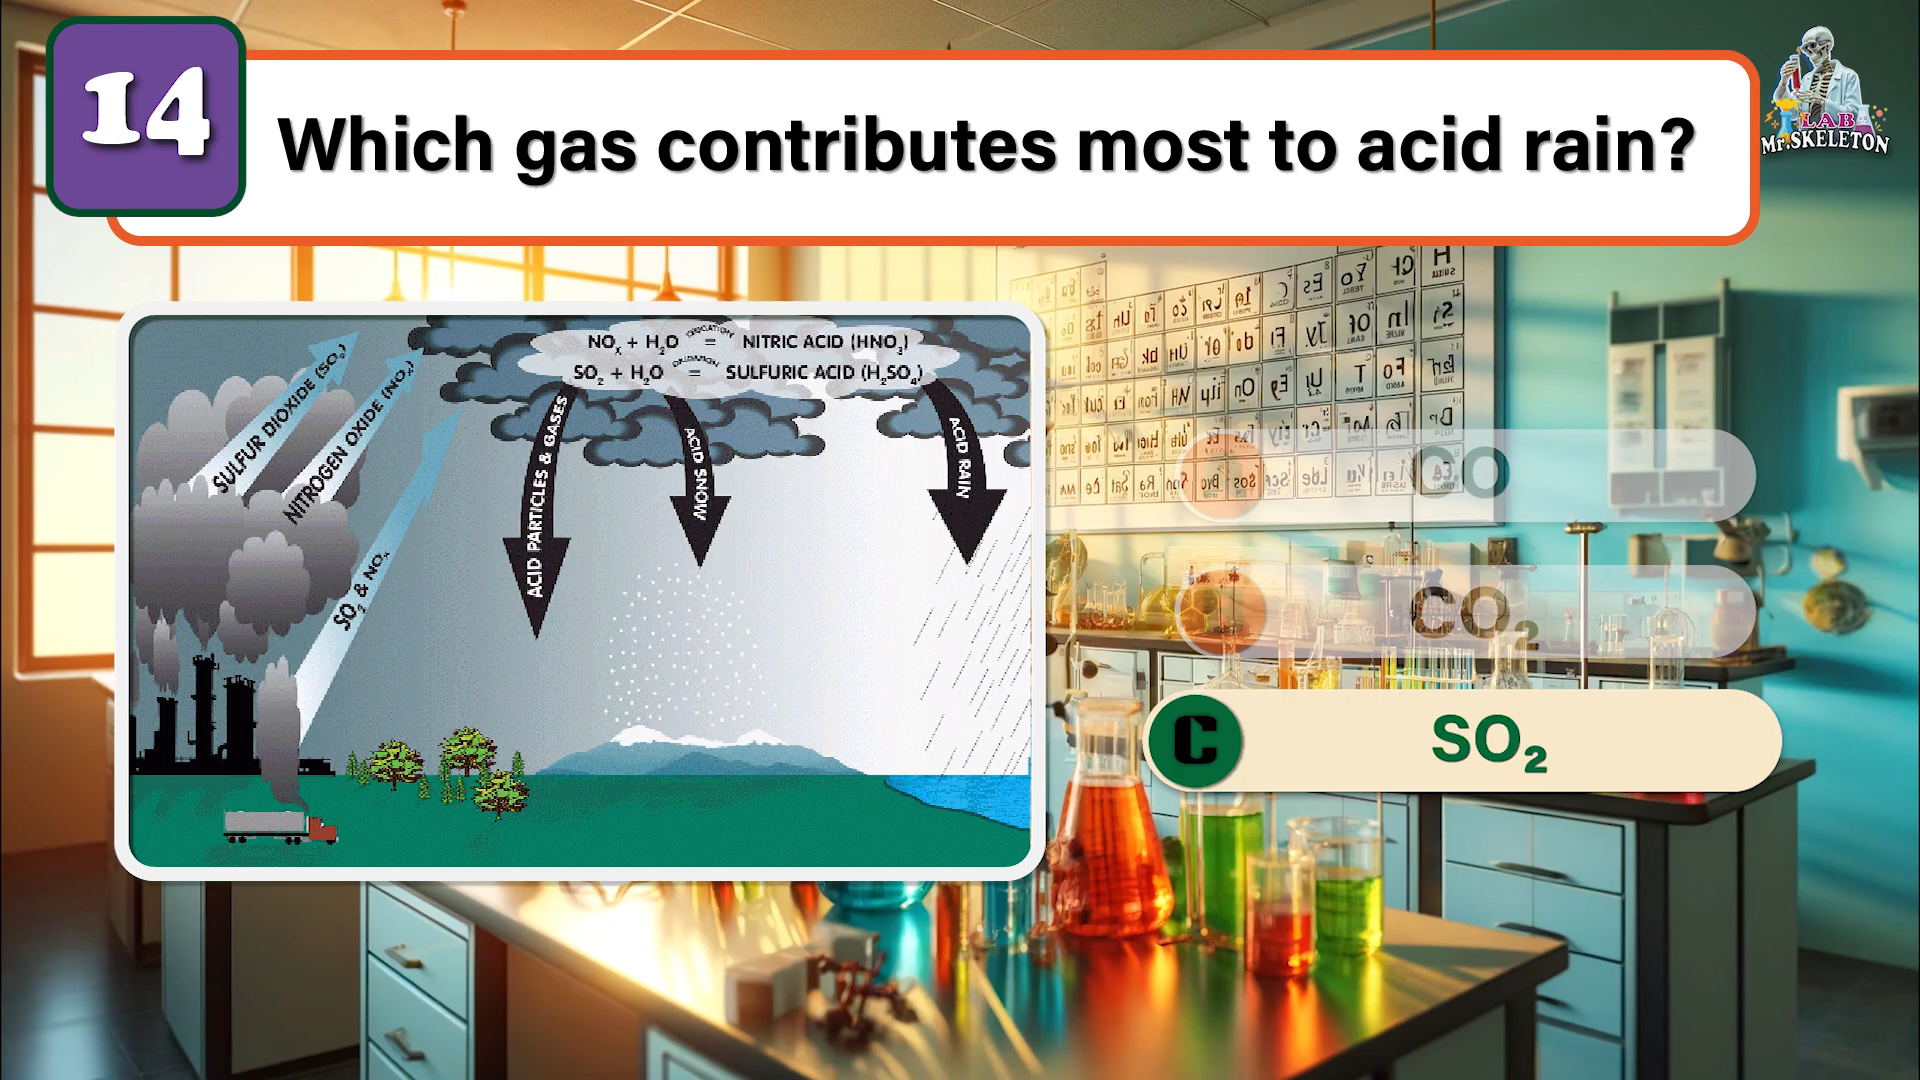 14
Which gas contributes most to acid rain?
LAB
Mr.SKELETON
NOx + H₂O OXIDATION = NITRIC ACID (HNO₃)
SO₂ + H₂O OXIDATION = SULFURIC ACID (H₂SO₄)
SULFUR DIOXIDE (SO₂)
NITROGEN OXIDE (NOx)
SO₂ & NOx
ACID PARTICLES & GASES
ACID SNOW
ACID RAIN
CO
CO₂
C SO₂